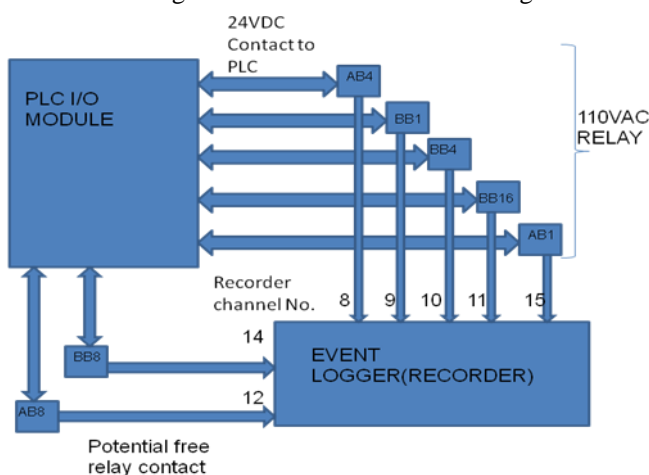 24VDC
Contact to
PLC
PLC I/O
MODULE
AB4
BB1
BB4
BB16
AB1
110VAC
RELAY
Recorder
channel No.
8 9 10 11 15
14
BB8
EVENT
LOGGER(RECORDER)
12
AB8
Potential free
relay contact